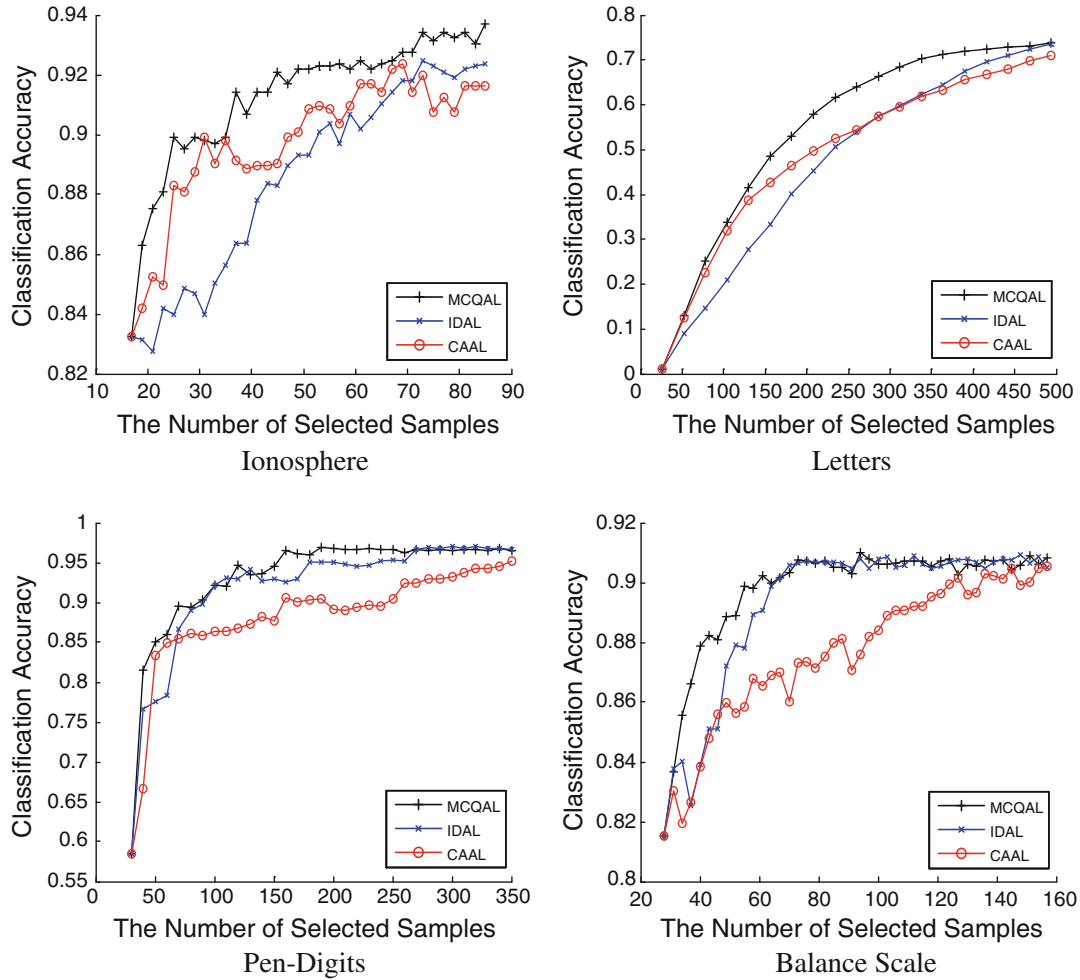 0.94
0.92
0.9
0.88
0.86
0.84
0.82
Classification Accuracy
MCQAL
IDAL
CAAL
10 20 30 40 50 60 70 80 90
The Number of Selected Samples
Ionosphere
0.8
0.7
0.6
0.5
0.4
0.3
0.2
0.1
0
Classification Accuracy
MCQAL
IDAL
CAAL
0 50 100 150 200 250 300 350 400 450 500
The Number of Selected Samples
Letters
1
0.95
0.9
0.85
0.8
0.75
0.7
0.65
0.6
0.55
Classification Accuracy
MCQAL
IDAL
CAAL
0 50 100 150 200 250 300 350
The Number of Selected Samples
Pen-Digits
0.92
0.9
0.88
0.86
0.84
0.82
0.8
Classification Accuracy
MCQAL
IDAL
CAAL
20 40 60 80 100 120 140 160
The Number of Selected Samples
Balance Scale